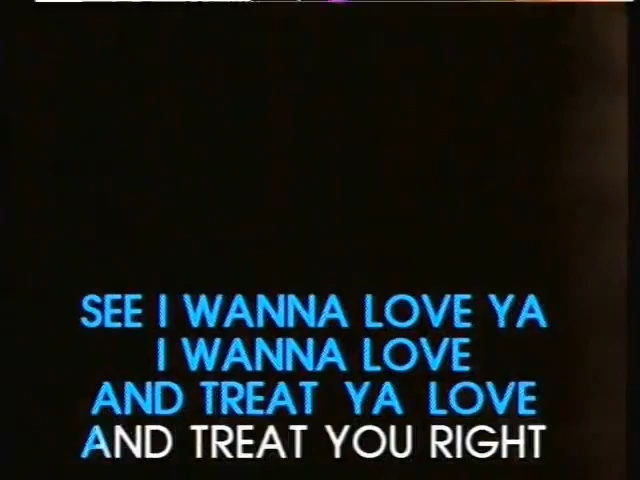 SEE I WANNA LOVE YA
I WANNA LOVE
AND TREAT YA LOVE
AND TREAT YOU RIGHT